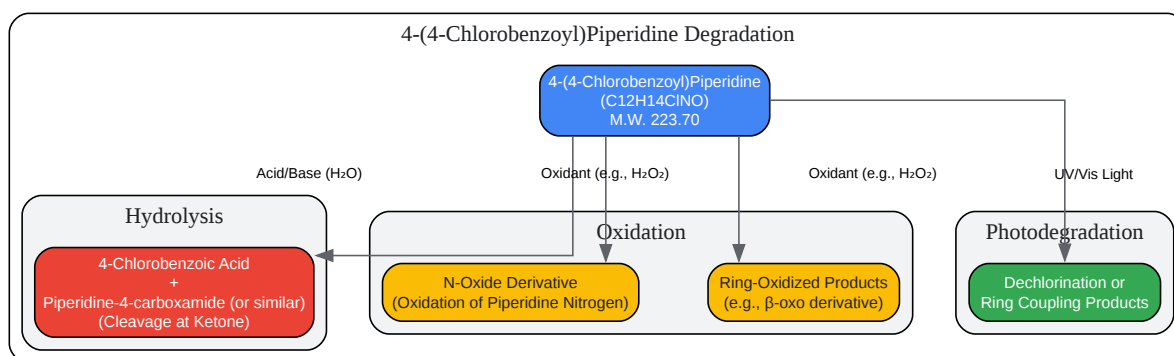 4-(4-Chlorobenzoyl)Piperidine Degradation
4-(4-Chlorobenzoyl)Piperidine
(C12H14ClNO)
M.W. 223.70
Acid/Base (H₂O)
Oxidant (e.g., H₂O₂)
Oxidant (e.g., H₂O₂)
UV/Vis Light
Hydrolysis
4-Chlorobenzoic Acid
+
Piperidine-4-carboxamide (or similar)
(Cleavage at Ketone)
Oxidation
N-Oxide Derivative
(Oxidation of Piperidine Nitrogen)
Ring-Oxidized Products
(e.g., β-oxo derivative)
Photodegradation
Dechlorination or
Ring Coupling Products